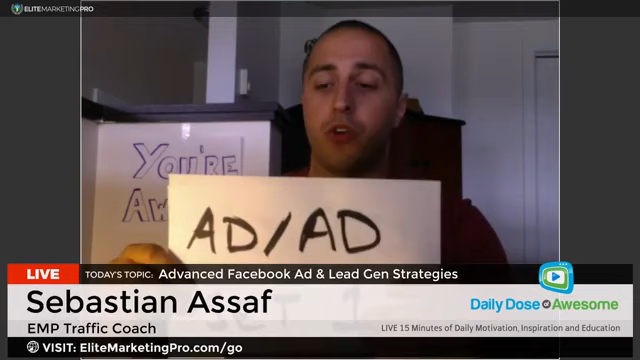 ELITEMARKETINGPRO
YOU'RE
AD/AD
LIVE
TODAY'S TOPIC: Advanced Facebook Ad & Lead Gen Strategies
Sebastian Assaf
EMP Traffic Coach
Daily Dose of Awesome
LIVE 15 Minutes of Daily Motivation, Inspiration and Education
VISIT: EliteMarketingPro.com/go